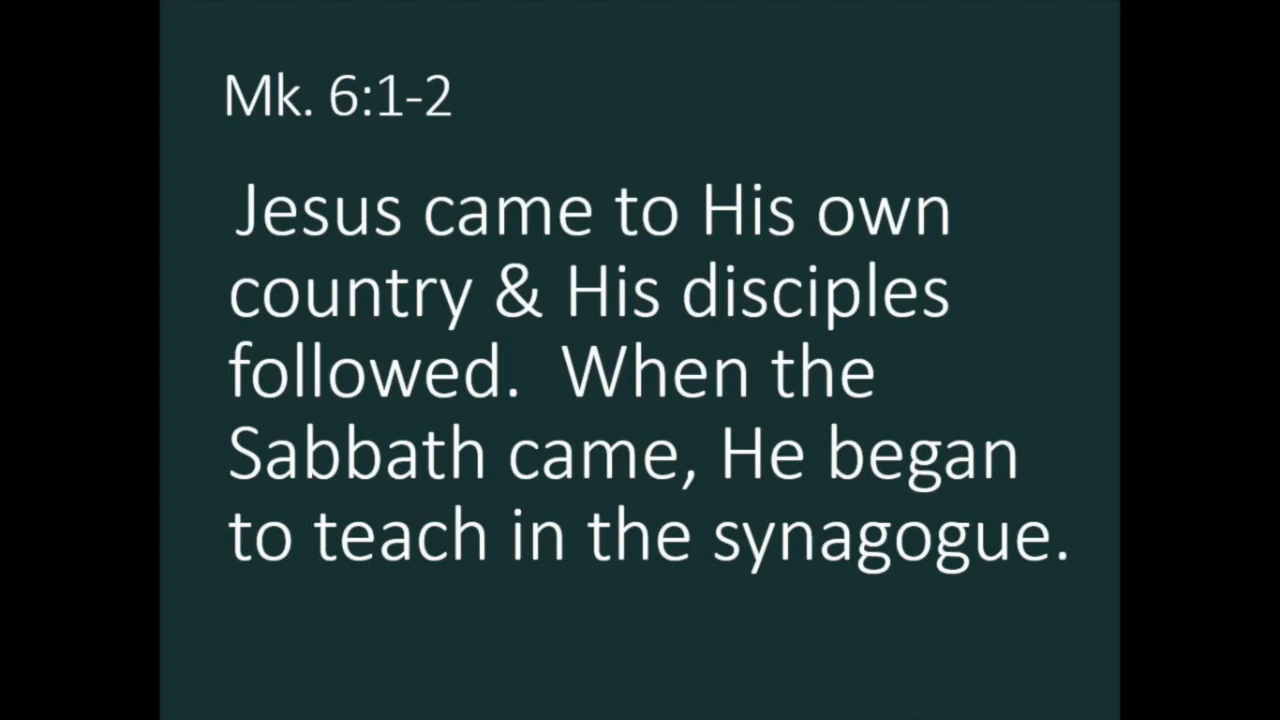 Mk. 6:1-2
Jesus came to His own
country & His disciples
followed.  When the
Sabbath came, He began
to teach in the synagogue.